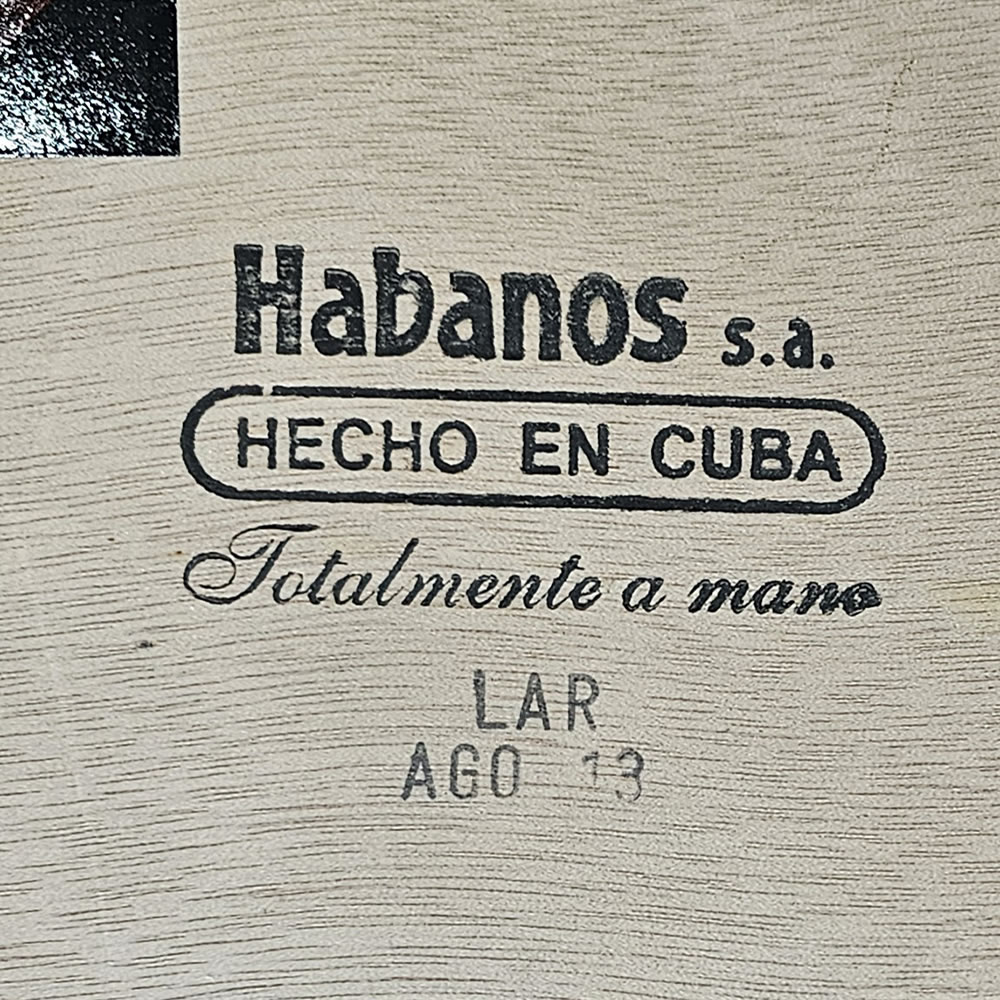 Habanos s.a.
HECHO EN CUBA
Totalmente a mano
LAR
AGO 13